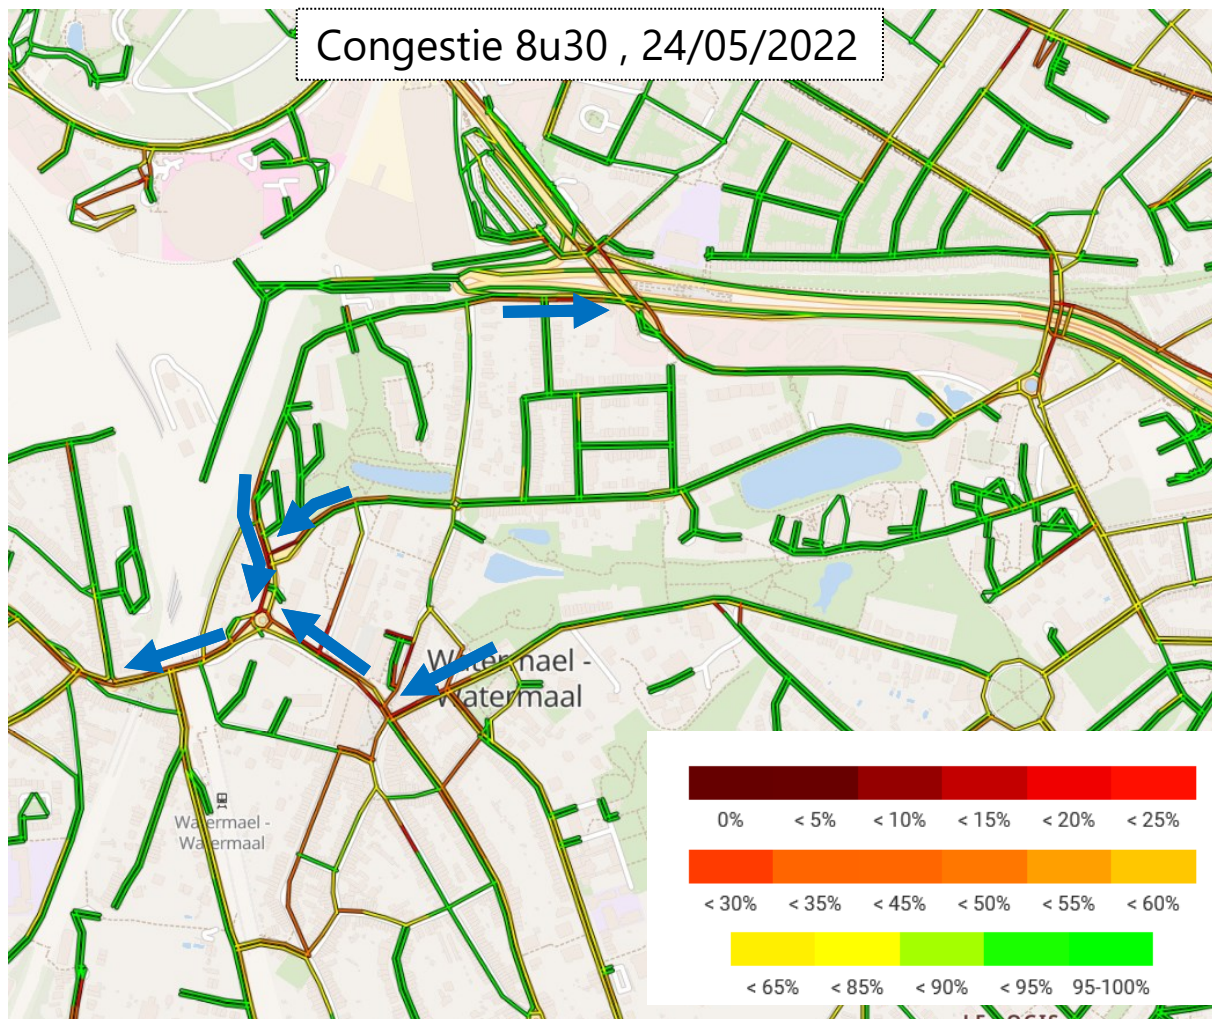 Congestie 8u30 , 24/05/2022
Watermael -
Watermaal
Watermael -
Watermaal
0% < 5% < 10% < 15% < 20% < 25%
< 30% < 35% < 45% < 50% < 55% < 60%
< 65% < 85% < 90% < 95% 95-100%